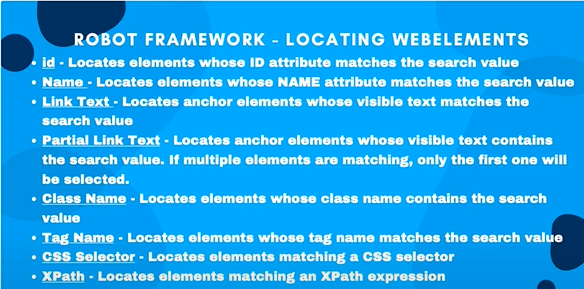 ROBOT FRAMEWORK - LOCATING WEBELEMENTS
• id - Locates elements whose ID attribute matches the search value
• Name - Locates elements whose NAME attribute matches the search value
• Link Text - Locates anchor elements whose visible text matches the
search value
• Partial Link Text - Locates anchor elements whose visible text contains
the search value. If multiple elements are matching, only the first one will
be selected.
• Class Name - Locates elements whose class name contains the search
value
• Tag Name - Locates elements whose tag name matches the search value
• CSS Selector - Locates elements matching a CSS selector
• XPath - Locates elements matching an XPath expression